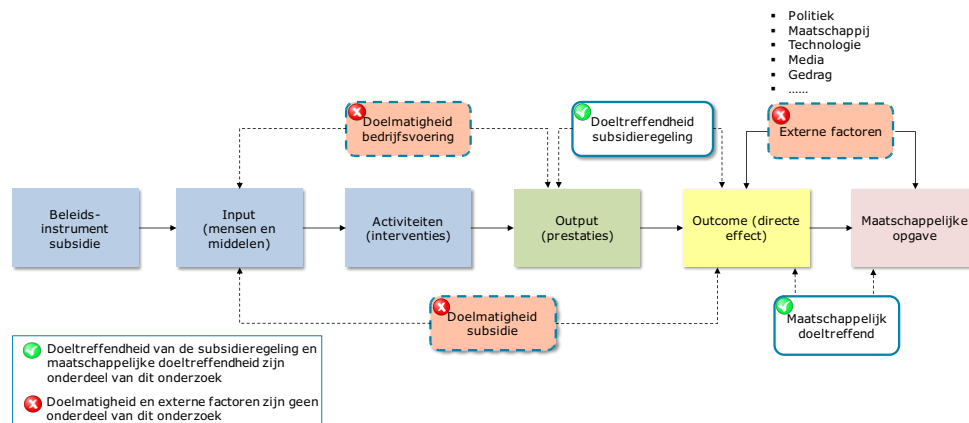 ▪ Politiek
▪ Maatschappij
▪ Technologie
▪ Media
▪ Gedrag
▪ ……
Doelmatigheid
bedrijfsvoering
Doeltreffendheid
subsidieregeling
Externe factoren
Beleids-
instrument
subsidie
Input
(mensen en
middelen)
Activiteiten
(interventies)
Output
(prestaties)
Outcome (directe
effect)
Maatschappelijke
opgave
Doelmatigheid
subsidie
Maatschappelijk
doeltreffend
Doeltreffendheid van de subsidieregeling en
maatschappelijke doeltreffendheid zijn
onderdeel van dit onderzoek
Doelmatigheid en externe factoren zijn geen
onderdeel van dit onderzoek